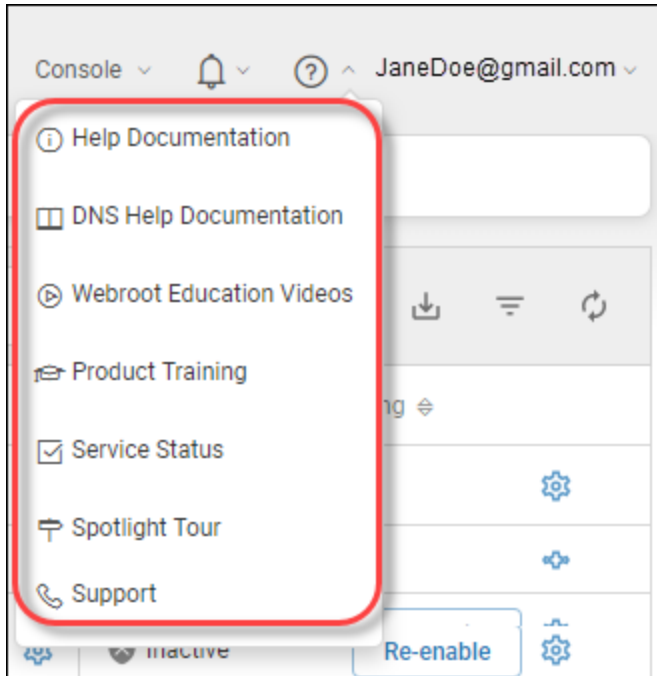 Console
JaneDoe@gmail.com
Help Documentation
DNS Help Documentation
Webroot Education Videos
Product Training
Service Status
Spotlight Tour
Support
Re-enable